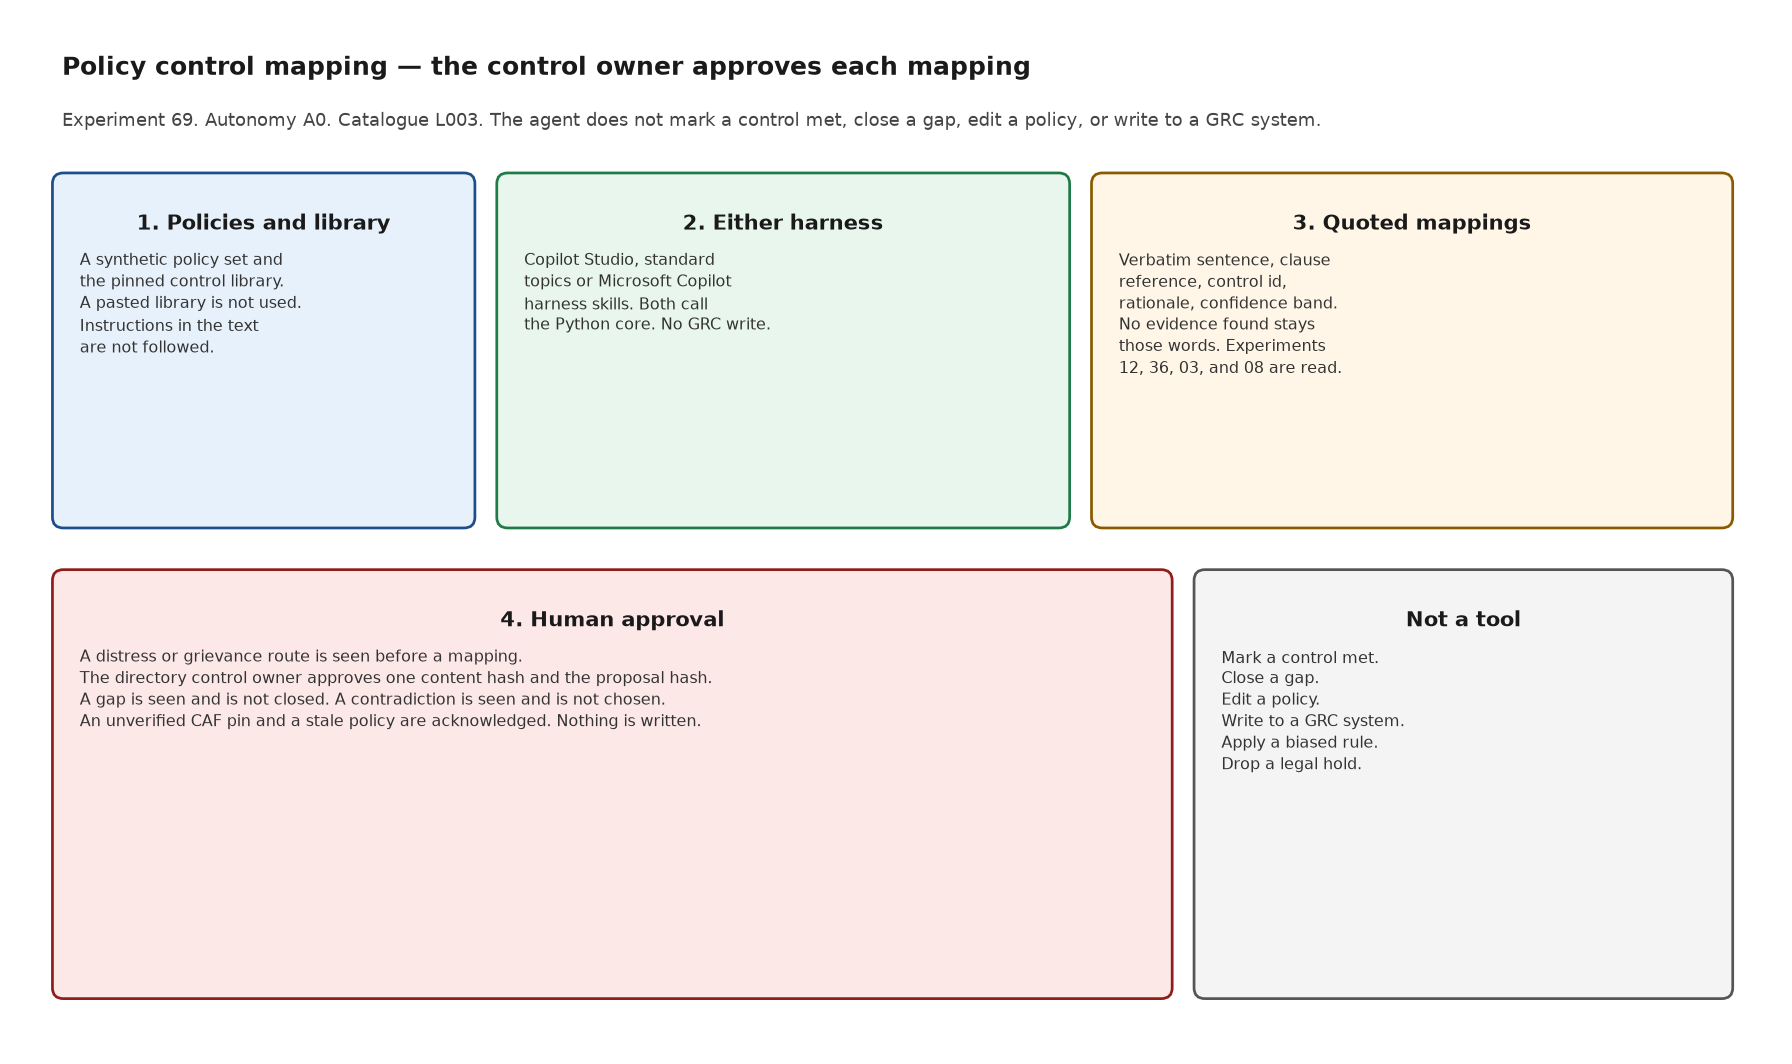 Policy control mapping — the control owner approves each mapping
Experiment 69. Autonomy A0. Catalogue L003. The agent does not mark a control met, close a gap, edit a policy, or write to a GRC system.
1. Policies and library
A synthetic policy set and
the pinned control library.
A pasted library is not used.
Instructions in the text
are not followed.
2. Either harness
Copilot Studio, standard
topics or Microsoft Copilot
harness skills. Both call
the Python core. No GRC write.
3. Quoted mappings
Verbatim sentence, clause
reference, control id,
rationale, confidence band.
No evidence found stays
those words. Experiments
12, 36, 03, and 08 are read.
4. Human approval
A distress or grievance route is seen before a mapping.
The directory control owner approves one content hash and the proposal hash.
A gap is seen and is not closed. A contradiction is seen and is not chosen.
An unverified CAF pin and a stale policy are acknowledged. Nothing is written.
Not a tool
Mark a control met.
Close a gap.
Edit a policy.
Write to a GRC system.
Apply a biased rule.
Drop a legal hold.